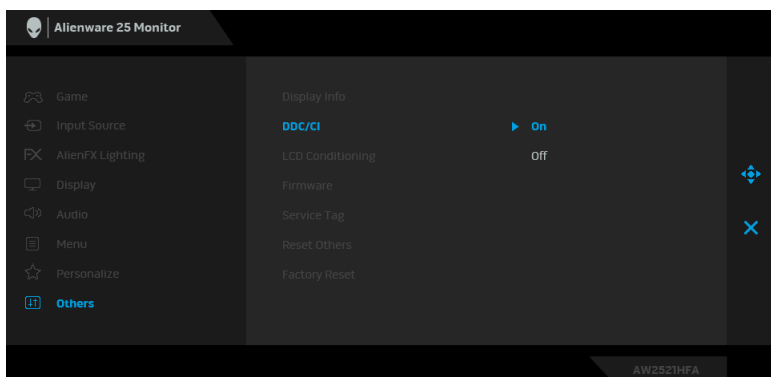 Alienware 25 Monitor
Game
Input Source
AlienFX Lighting
Display
Audio
Menu
Personalize
Others
Display Info
DDC/CI On
LCD Conditioning Off
Firmware
Service Tag
Reset Others
Factory Reset
AW2521HFA